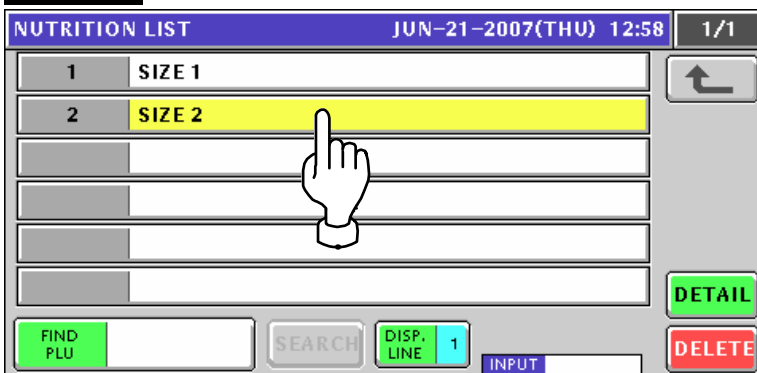 NUTRITION LIST JUN-21-2007(THU) 12:58 1/1
1 SIZE 1
2 SIZE 2
DETAIL
FIND PLU SEARCH DISP. LINE 1 INPUT DELETE